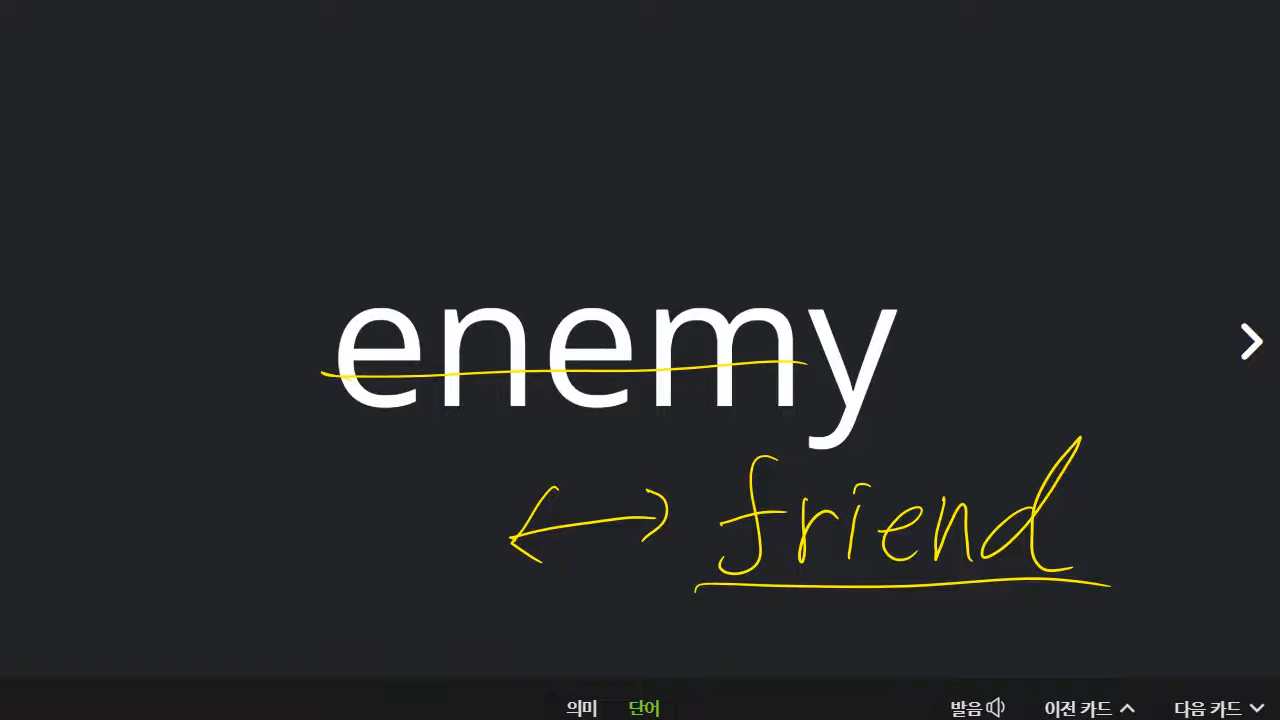 enemy
↔ friend
의미 단어 발음 이전 카드 다음 카드